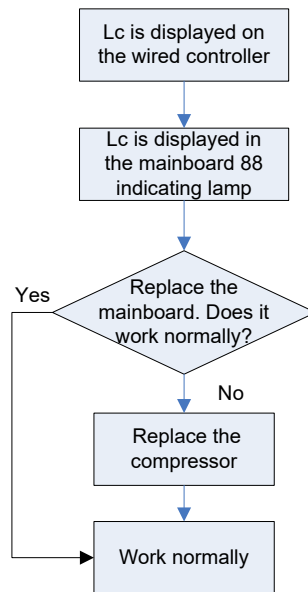 Lc is displayed on
the wired controller
Lc is displayed in
the mainboard 88
indicating lamp
Replace the
mainboard. Does it
work normally?
Yes
No
Replace the
compressor
Work normally